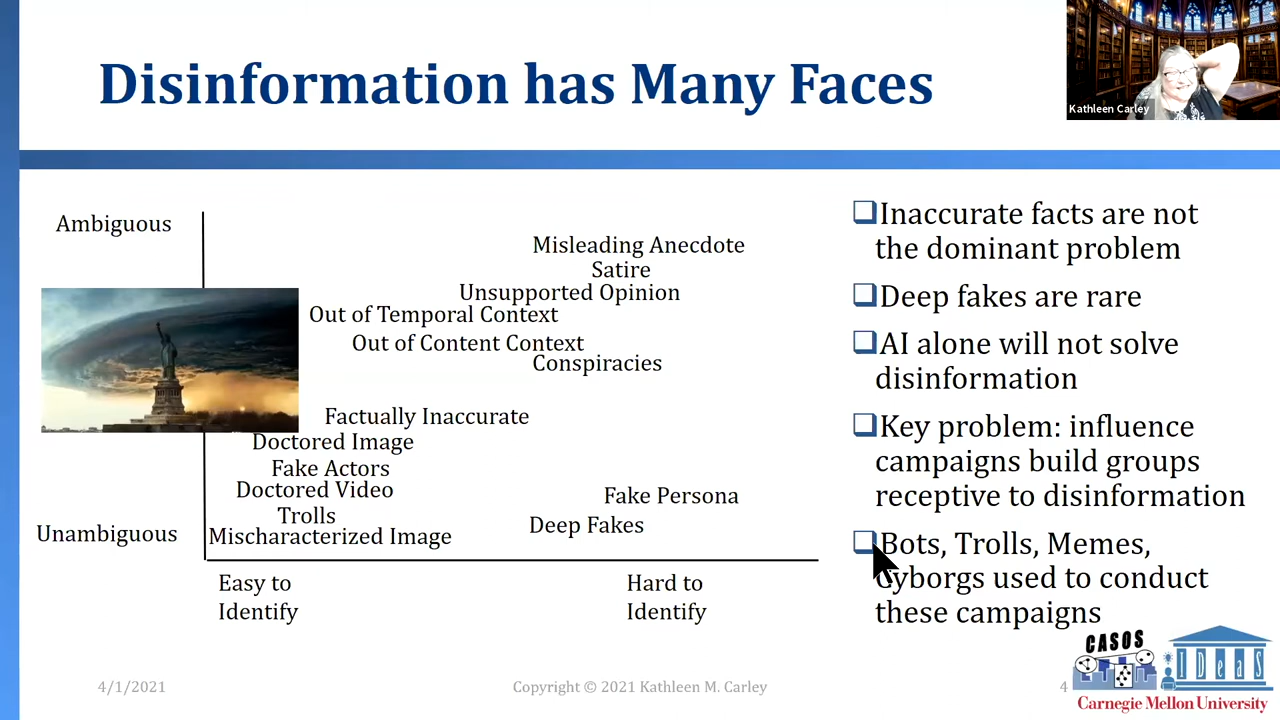 Disinformation has Many Faces
Kathleen Carley
Ambiguous
Misleading Anecdote
Satire
Unsupported Opinion
Out of Temporal Context
Out of Content Context
Conspiracies
Factually Inaccurate
Doctored Image
Fake Actors
Doctored Video
Fake Persona
Trolls
Deep Fakes
Unambiguous
Mischaracterized Image
Easy to
Identify
Hard to
Identify
Inaccurate facts are not
the dominant problem
Deep fakes are rare
AI alone will not solve
disinformation
Key problem: influence
campaigns build groups
receptive to disinformation
Bots, Trolls, Memes,
Cyborgs used to conduct
these campaigns
4/1/2021
Copyright © 2021 Kathleen M. Carley
4
CASOS
IDeaS
Carnegie Mellon University